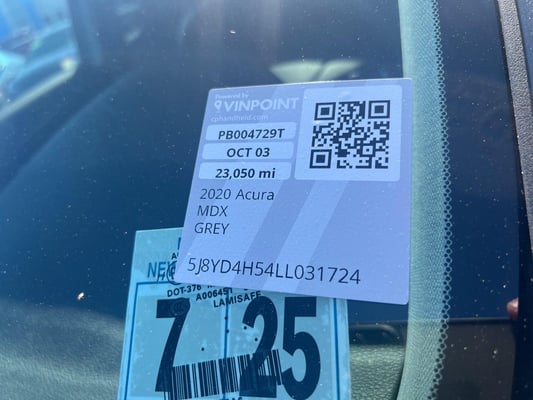 Powered by
VINPOINT
cphandheld.com
PB004729T
OCT 03
23,050 mi
2020 Acura
MDX
GREY
5J8YD4H54LL031724
DOT-376
LAMISAFE
7 25